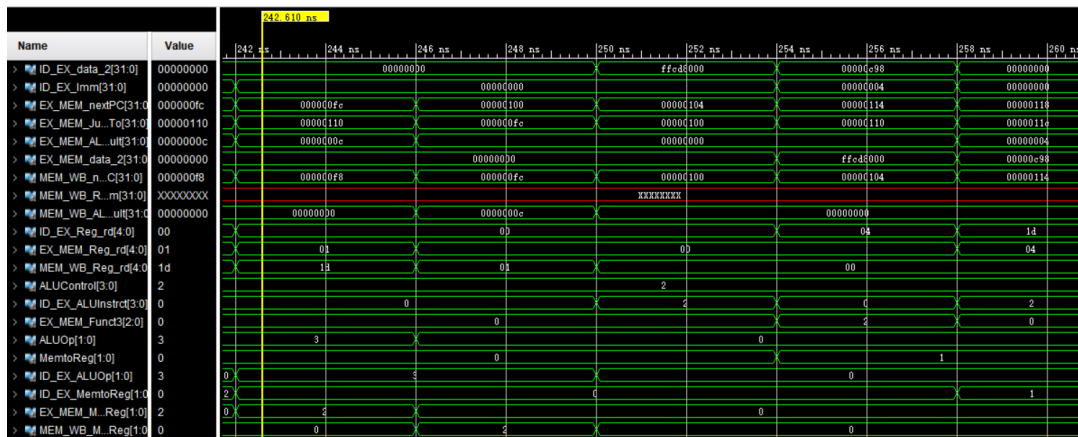 242.610 ns
Name Value 242 ns 244 ns 246 ns 248 ns 250 ns 252 ns 254 ns 256 ns 258 ns 260 ns
ID_EX_data_2[31:0] 00000000 00000000 ffcd8000 00000c98 00000000
ID_EX_Imm[31:0] 00000000 00000000 00000004 00000000
EX_MEM_nextPC[31:0 000000fc 000000fc 00000100 00000104 00000114 00000118
EX_MEM_Ju...To[31:0] 00000110 00000110 000000fc 00000100 00000110 0000011c
EX_MEM_AL...ult[31:0] 0000000c 0000000c 00000000 00000004
EX_MEM_data_2[31:0] 00000000 00000000 ffcd8000 00000c98
MEM_WB_n...C[31:0] 000000f8 000000f8 000000fc 00000100 00000104 00000114
MEM_WB_R...m[31:0] XXXXXXXX XXXXXXXX
MEM_WB_AL...ult[31:0 00000000 00000000 0000000c 00000000
ID_EX_Reg_rd[4:0] 00 00 04 1d
EX_MEM_Reg_rd[4:0] 01 01 00 04
MEM_WB_Reg_rd[4:0 1d 1d 01 00
ALUControl[3:0] 2 2
ID_EX_ALUInstrct[3:0] 0 0 2 0 2
EX_MEM_Funct3[2:0] 0 0 2 0
ALUOp[1:0] 3 3 0
MemtoReg[1:0] 0 0 1
ID_EX_ALUOp[1:0] 3 0 3 0
ID_EX_MemtoReg[1:0 0 2 0 1
EX_MEM_M...Reg[1:0] 2 0 2 0
MEM_WB_M...Reg[1:0 0 0 2 0